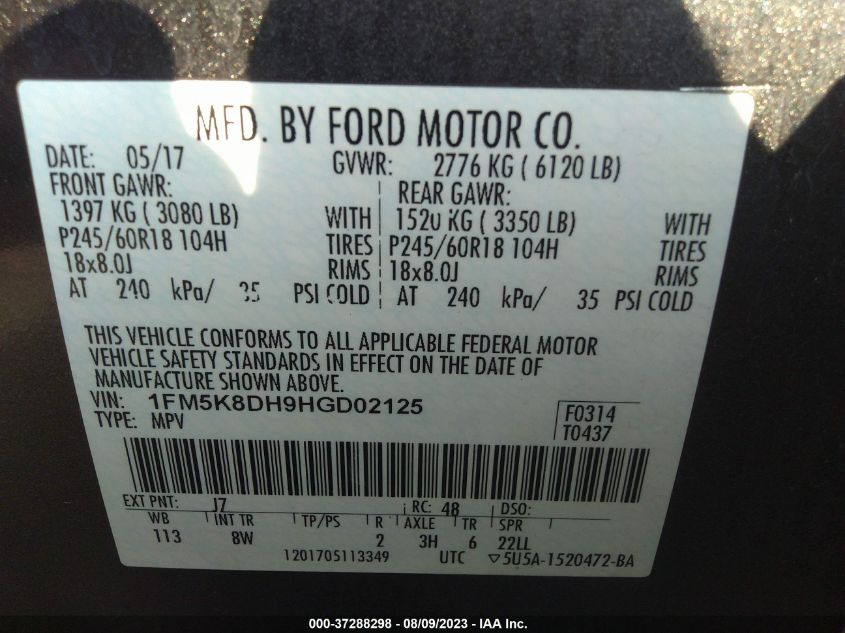 MFD. BY FORD MOTOR CO.
DATE: 05/17 GVWR: 2776 KG ( 6120 LB)
FRONT GAWR: REAR GAWR:
1397 KG ( 3080 LB) WITH 1520 KG ( 3350 LB) WITH
P245/60R18 104H TIRES P245/60R18 104H TIRES
18x8.0J RIMS 18x8.0J RIMS
AT 240 kPa/ 35 PSI COLD AT 240 kPa/ 35 PSI COLD
THIS VEHICLE CONFORMS TO ALL APPLICABLE FEDERAL MOTOR
VEHICLE SAFETY STANDARDS IN EFFECT ON THE DATE OF
MANUFACTURE SHOWN ABOVE.
VIN: 1FM5K8DH9HGD02125 F0314
TYPE: MPV T0437
EXT PNT: J7 RC: 48 DSO:
WB INT TR TP/PS R AXLE TR SPR
113 8W 2 3H 6 22LL
1201705113349 UTC ▽5U5A-1520472-BA
000-37288298 - 08/09/2023 - IAA Inc.